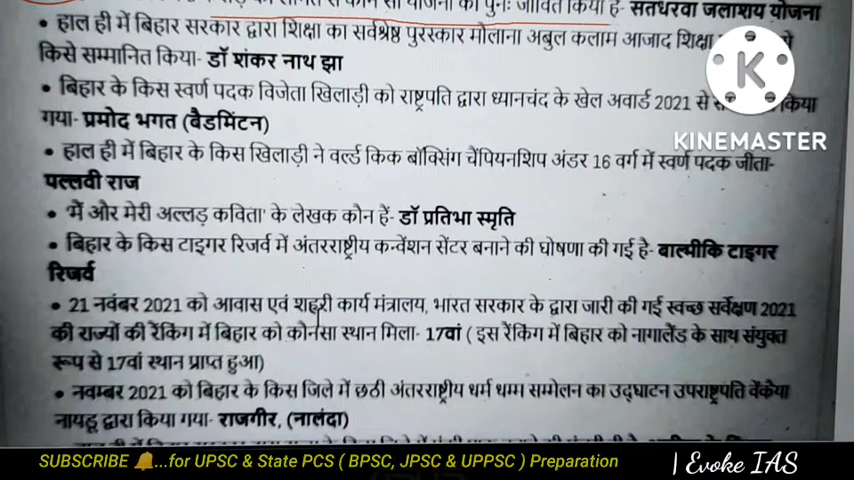 कौन सी योजना को पुनः जीवित किया है- सतधरवा जलाशय योजना
• हाल ही में बिहार सरकार द्वारा शिक्षा का सर्वश्रेष्ठ पुरस्कार मौलाना अबुल कलाम आजाद शिक्षा
किसे सम्मानित किया- डॉ शंकर नाथ झा
• बिहार के किस स्वर्ण पदक विजेता खिलाड़ी को राष्ट्रपति द्वारा ध्यानचंद के खेल अवार्ड 2021 से किया
गया- प्रमोद भगत (बैडमिंटन)
• हाल ही में बिहार के किस खिलाड़ी ने वर्ल्ड किक बॉक्सिंग चैंपियनशिप अंडर 16 वर्ग में स्वर्ण पदक जीता-
पल्लवी राज
• 'मैं और मेरी अल्लड़ कविता' के लेखक कौन हैं- डॉ प्रतिभा स्मृति
• बिहार के किस टाइगर रिजर्व में अंतरराष्ट्रीय कन्वेंशन सेंटर बनाने की घोषणा की गई है- बाल्मीकि टाइगर
रिजर्व
• 21 नवंबर 2021 को आवास एवं शहरी कार्य मंत्रालय, भारत सरकार के द्वारा जारी की गई स्वच्छ सर्वेक्षण 2021
की राज्यों की रैंकिंग में बिहार को कौनसा स्थान मिला- 17वां ( इस रैंकिंग में बिहार को नागालैंड के साथ संयुक्त
रूप से 17वां स्थान प्राप्त हुआ)
• नवम्बर 2021 को बिहार के किस जिले में छठी अंतरराष्ट्रीय धर्म धम्म सम्मेलन का उद्घाटन उपराष्ट्रपति वेंकैया
नायडू द्वारा किया गया- राजगीर, (नालंदा)
K
KINEMASTER
SUBSCRIBE 🔔...for UPSC & State PCS ( BPSC, JPSC & UPPSC ) Preparation
| Evoke IAS